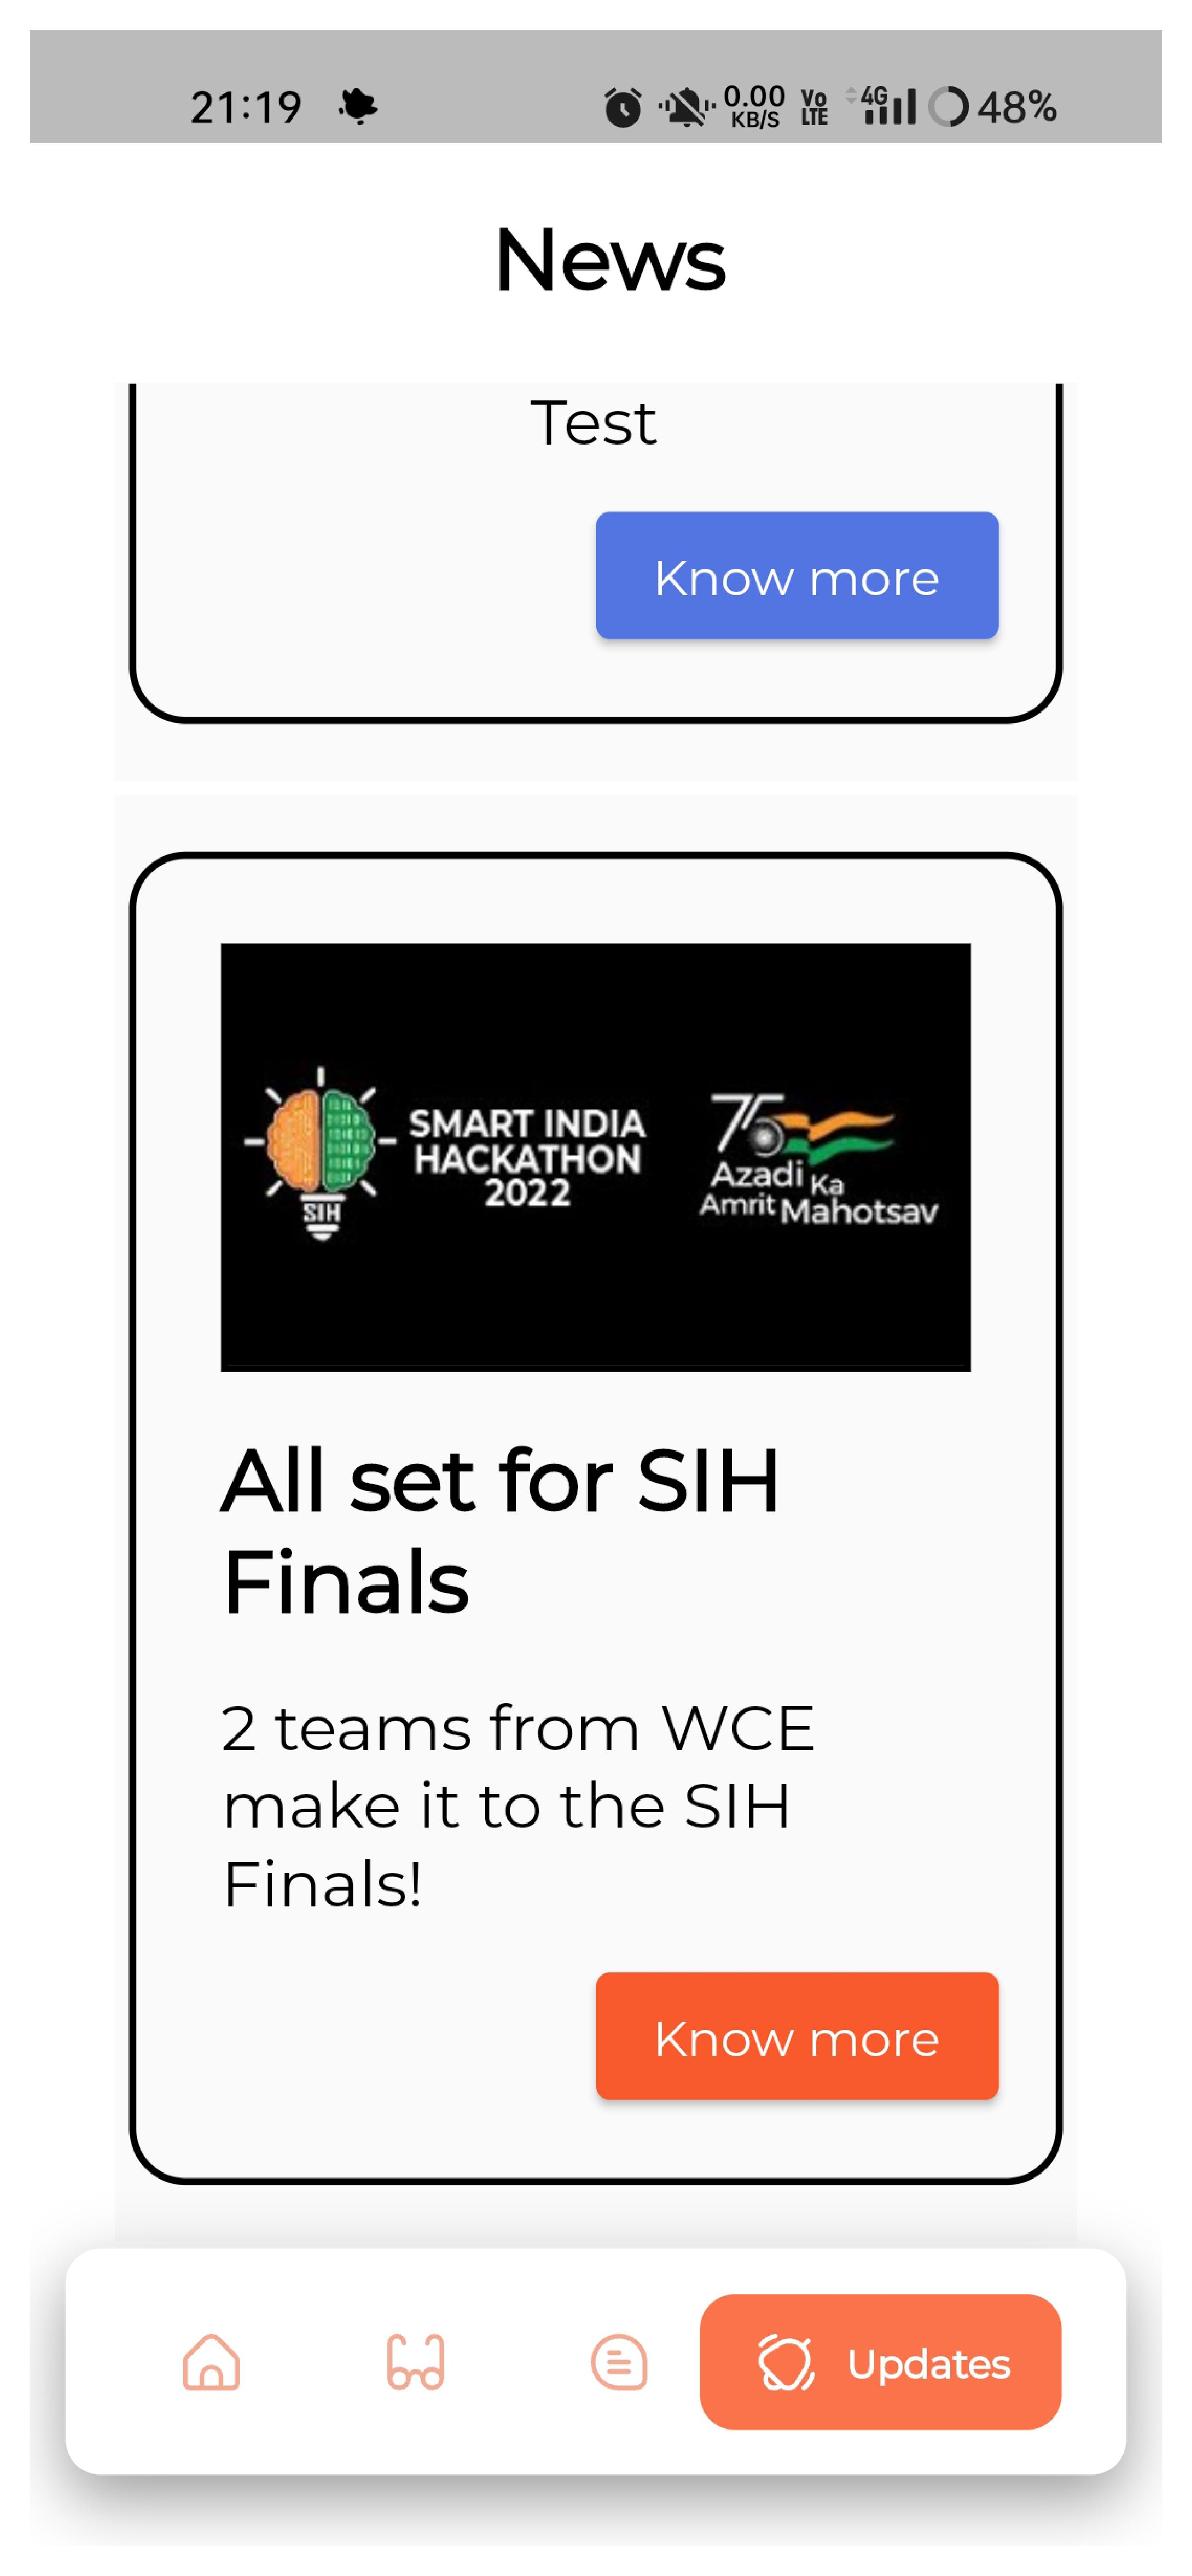 21:19 0.00 KB/S Vo LTE 4G 48%
News
Test
Know more
SMART INDIA
HACKATHON
2022
SIH
75
Azadi Ka
Amrit Mahotsav
All set for SIH
Finals
2 teams from WCE
make it to the SIH
Finals!
Know more
Updates